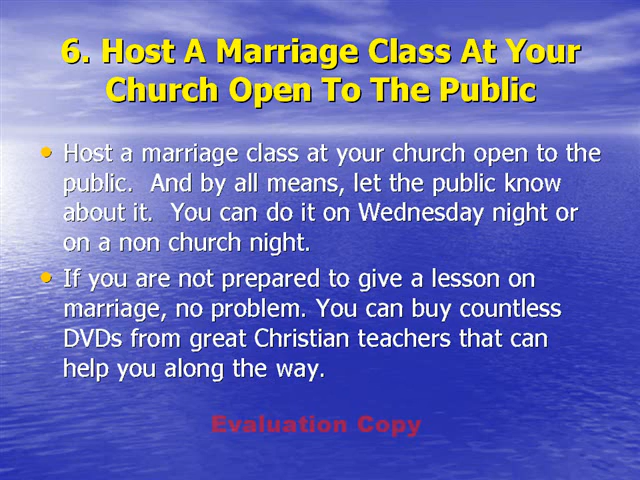 6. Host A Marriage Class At Your
Church Open To The Public
• Host a marriage class at your church open to the
public.  And by all means, let the public know
about it.  You can do it on Wednesday night or
on a non church night.
• If you are not prepared to give a lesson on
marriage, no problem. You can buy countless
DVDs from great Christian teachers that can
help you along the way.
Evaluation Copy